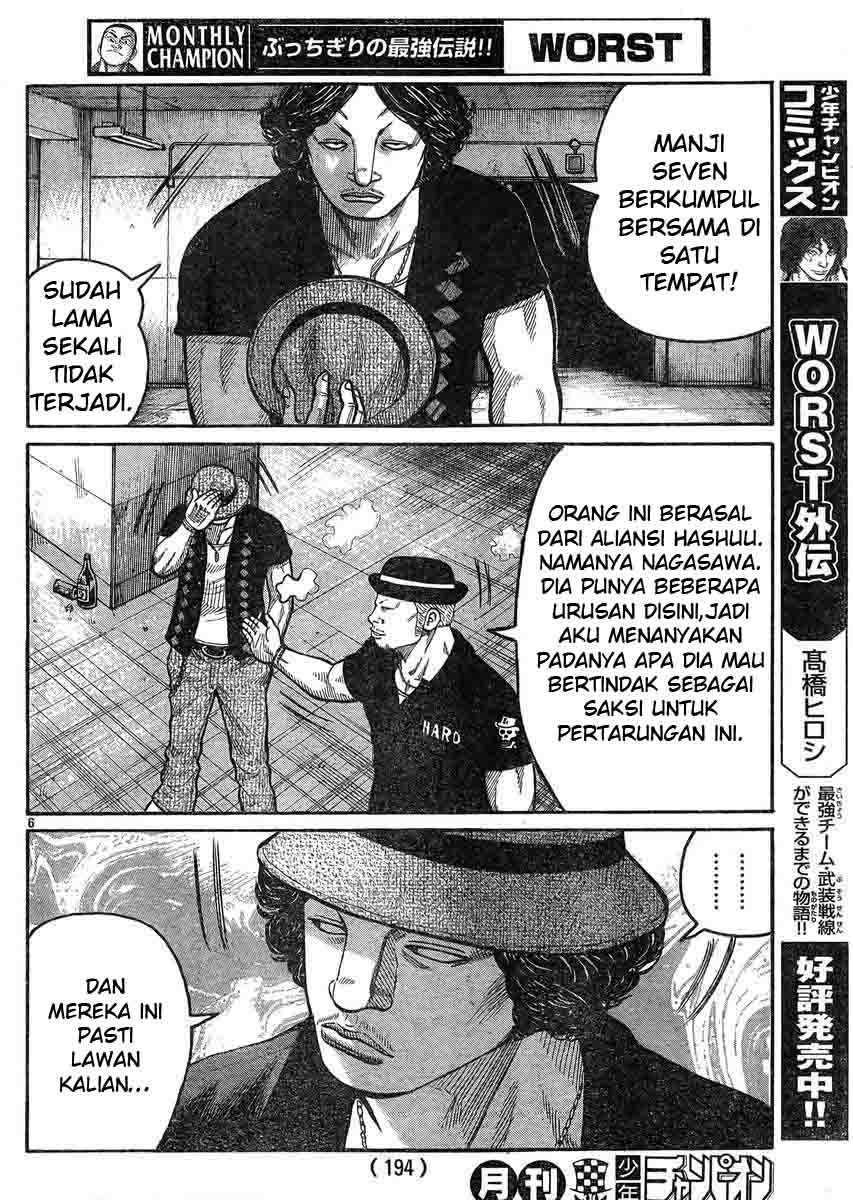 MONTHLY
CHAMPION
ぶっちぎりの最強伝説!!
WORST
MANJI
SEVEN
BERKUMPUL
BERSAMA DI
SATU
TEMPAT!
SUDAH
LAMA
SEKALI
TIDAK
TERJADI.
ORANG INI BERASAL
DARI ALIANSI HASHUU.
NAMANYA NAGASAWA.
DIA PUNYA BEBERAPA
URUSAN DISINI,JADI
AKU MENANYAKAN
PADANYA APA DIA MAU
BERTINDAK SEBAGAI
SAKSI UNTUK
PERTARUNGAN INI.
HARD
6
………
DAN
MEREKA INI
PASTI
LAWAN
KALIAN...
少年チャンピオン
コミックス
WORST外伝
髙橋ヒロシ
最強チーム・武装戦線
ができるまでの物語!!
好評発売中!!
(194)
月刊
少年
チャンピオン